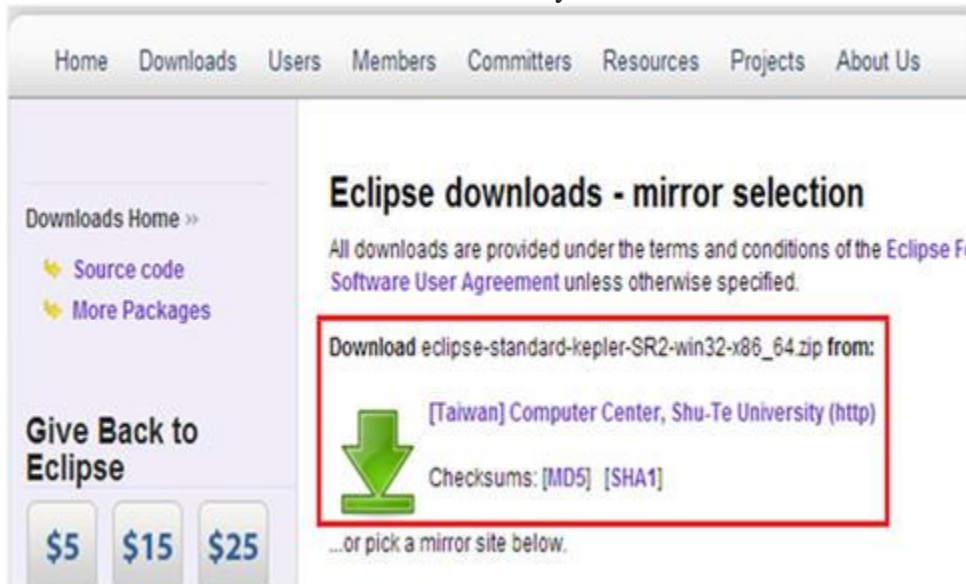 Home Downloads Users Members Committers Resources Projects About Us
Downloads Home »
Source code
More Packages
Give Back to
Eclipse
$5 $15 $25
Eclipse downloads - mirror selection
All downloads are provided under the terms and conditions of the Eclipse
Software User Agreement unless otherwise specified.
Download eclipse-standard-kepler-SR2-win32-x86_64.zip from:
[Taiwan] Computer Center, Shu-Te University (http)
Checksums: [MD5] [SHA1]
...or pick a mirror site below.